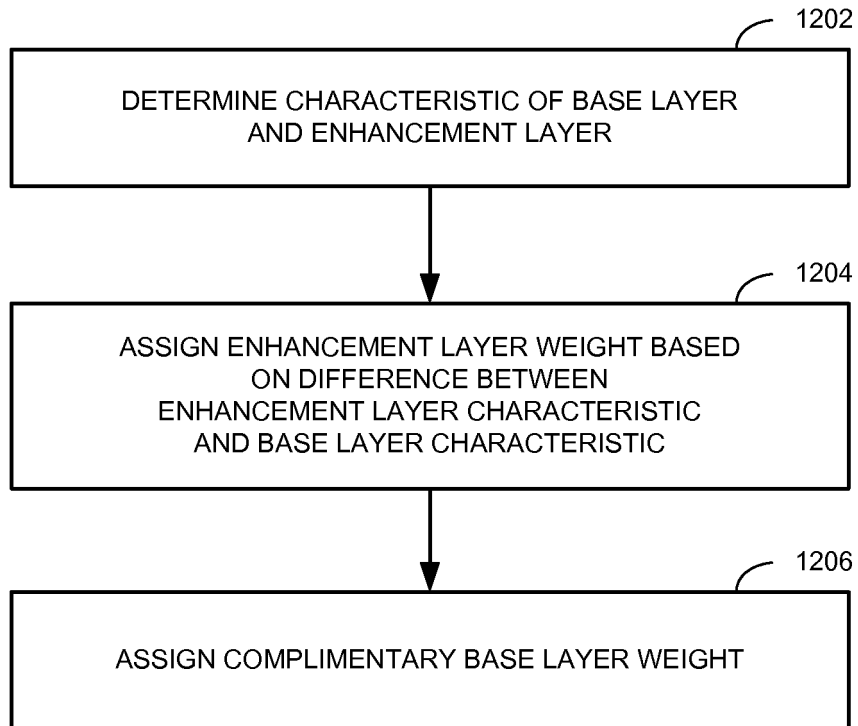 1202
DETERMINE CHARACTERISTIC OF BASE LAYER
AND ENHANCEMENT LAYER
1204
ASSIGN ENHANCEMENT LAYER WEIGHT BASED
ON DIFFERENCE BETWEEN
ENHANCEMENT LAYER CHARACTERISTIC
AND BASE LAYER CHARACTERISTIC
1206
ASSIGN COMPLIMENTARY BASE LAYER WEIGHT